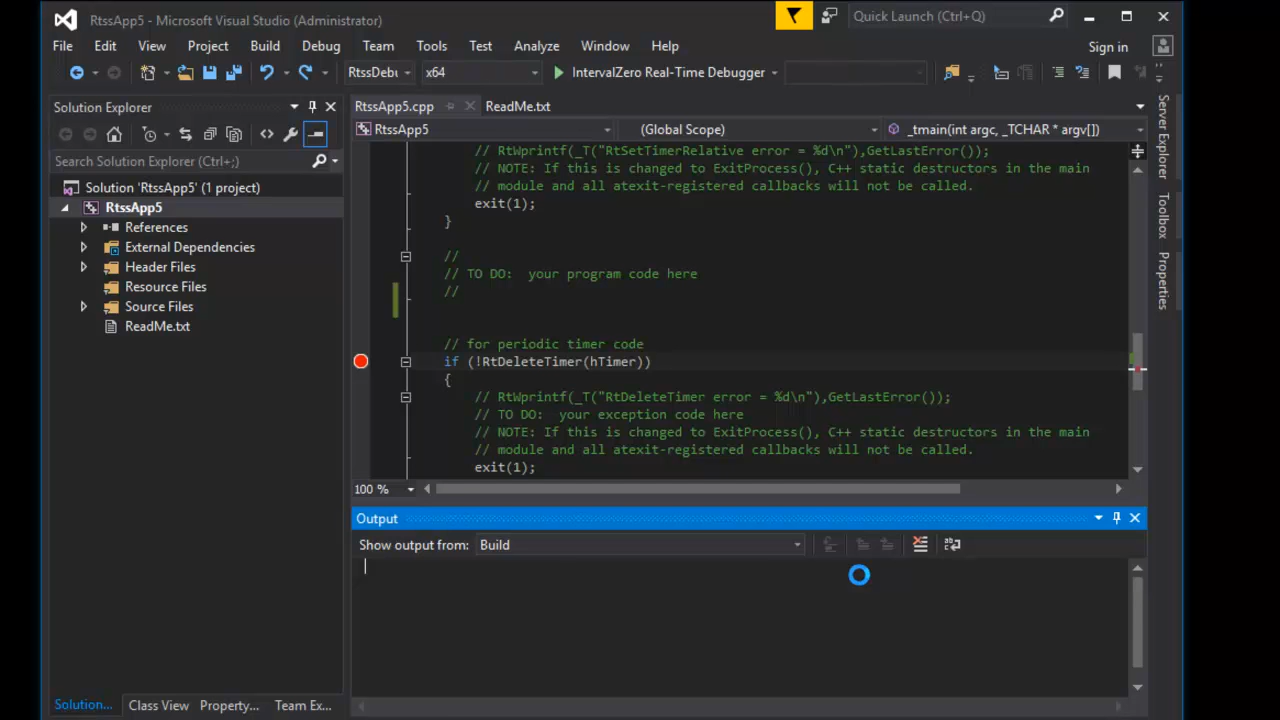 RtssApp5 - Microsoft Visual Studio (Administrator)
Quick Launch (Ctrl+Q)
File Edit View Project Build Debug Team Tools Test Analyze Window Help
Sign in
RtssDebu x64 IntervalZero Real-Time Debugger
Solution Explorer
Search Solution Explorer (Ctrl+;)
Solution 'RtssApp5' (1 project)
RtssApp5
References
External Dependencies
Header Files
Resource Files
Source Files
ReadMe.txt
Solution... Class View Property... Team Ex...
RtssApp5.cpp ReadMe.txt
RtssApp5 (Global Scope) _tmain(int argc, _TCHAR * argv[])
// RtWprintf(_T("RtSetTimerRelative error = %d\n"),GetLastError());
// NOTE: If this is changed to ExitProcess(), C++ static destructors in the main
// module and all atexit-registered callbacks will not be called.
exit(1);
}
//
// TO DO:  your program code here
//
// for periodic timer code
if (!RtDeleteTimer(hTimer))
{
// RtWprintf(_T("RtDeleteTimer error = %d\n"),GetLastError());
// TO DO:  your exception code here
// NOTE: If this is changed to ExitProcess(), C++ static destructors in the main
// module and all atexit-registered callbacks will not be called.
exit(1);
100 %
Output
Show output from: Build
Server Explorer
Toolbox
Properties